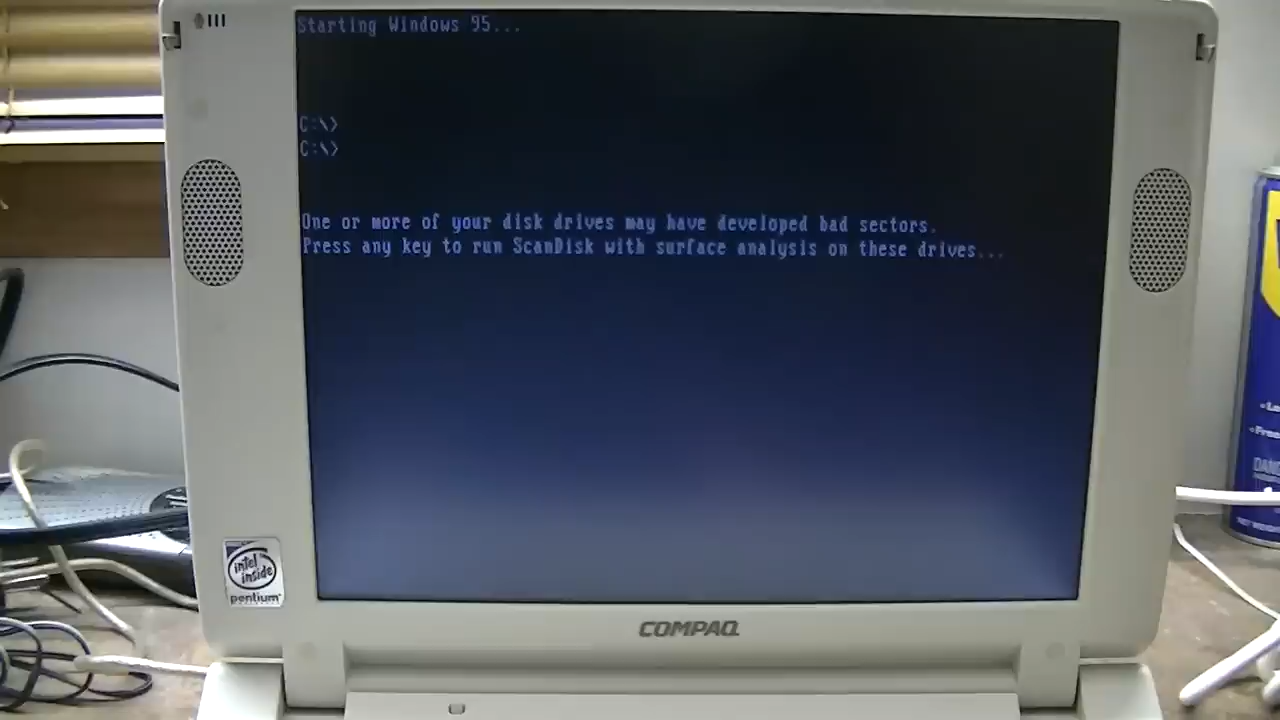 Starting Windows 95...
C:\>
C:\>
One or more of your disk drives may have developed bad sectors.
Press any key to run ScanDisk with surface analysis on these drives...
intel
inside
pentium
COMPAQ